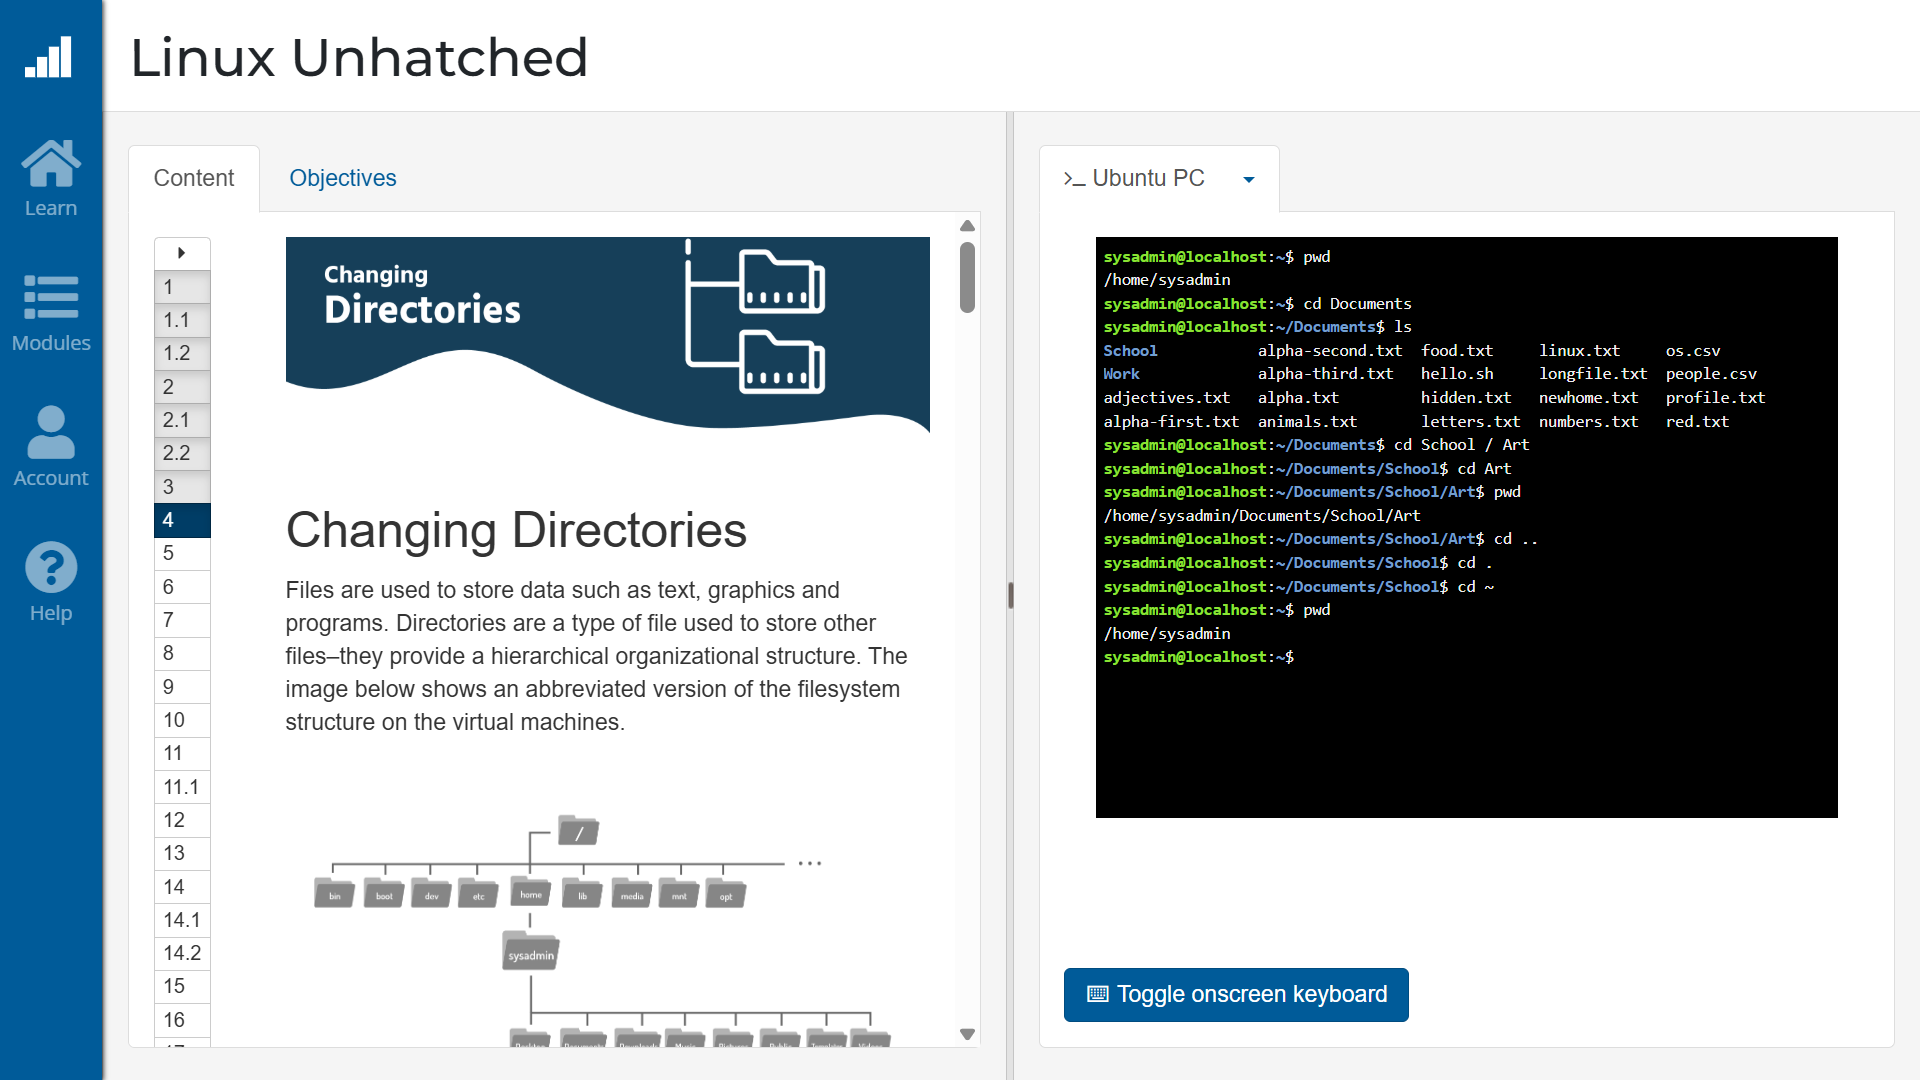 Linux Unhatched
Learn
Modules
Account
Help
Content
Objectives
1
1.1
1.2
2
2.1
2.2
3
4
5
6
7
8
9
10
11
11.1
12
13
14
14.1
14.2
15
16
Changing
Directories
Changing Directories
Files are used to store data such as text, graphics and
programs. Directories are a type of file used to store other
files–they provide a hierarchical organizational structure. The
image below shows an abbreviated version of the filesystem
structure on the virtual machines.
/
...
bin boot dev etc home lib media mnt opt
sysadmin
>_ Ubuntu PC
sysadmin@localhost:~$ pwd
/home/sysadmin
sysadmin@localhost:~$ cd Documents
sysadmin@localhost:~/Documents$ ls
School alpha-second.txt food.txt linux.txt os.csv
Work alpha-third.txt hello.sh longfile.txt people.csv
adjectives.txt alpha.txt hidden.txt newhome.txt profile.txt
alpha-first.txt animals.txt letters.txt numbers.txt red.txt
sysadmin@localhost:~/Documents$ cd School / Art
sysadmin@localhost:~/Documents/School$ cd Art
sysadmin@localhost:~/Documents/School/Art$ pwd
/home/sysadmin/Documents/School/Art
sysadmin@localhost:~/Documents/School/Art$ cd ..
sysadmin@localhost:~/Documents/School$ cd .
sysadmin@localhost:~/Documents/School$ cd ~
sysadmin@localhost:~$ pwd
/home/sysadmin
sysadmin@localhost:~$
Toggle onscreen keyboard